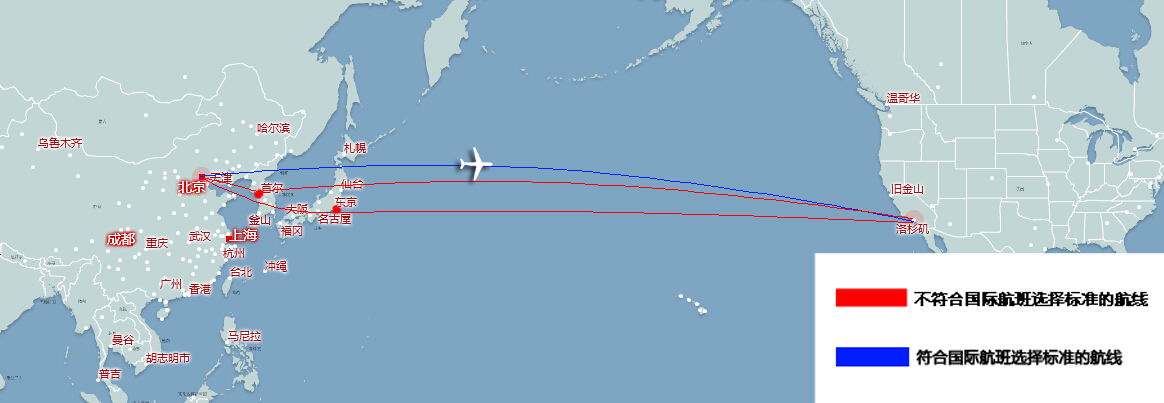 温哥华
哈尔滨
乌鲁木齐
札幌
天津
北京
首尔
仙台
旧金山
东京
大阪
名古屋
釜山
福冈
洛杉矶
成都
重庆
武汉
上海
杭州
冲绳
台北
广州
香港
不符合国际航班选择标准的航线
马尼拉
曼谷
胡志明市
符合国际航班选择标准的航线
普吉